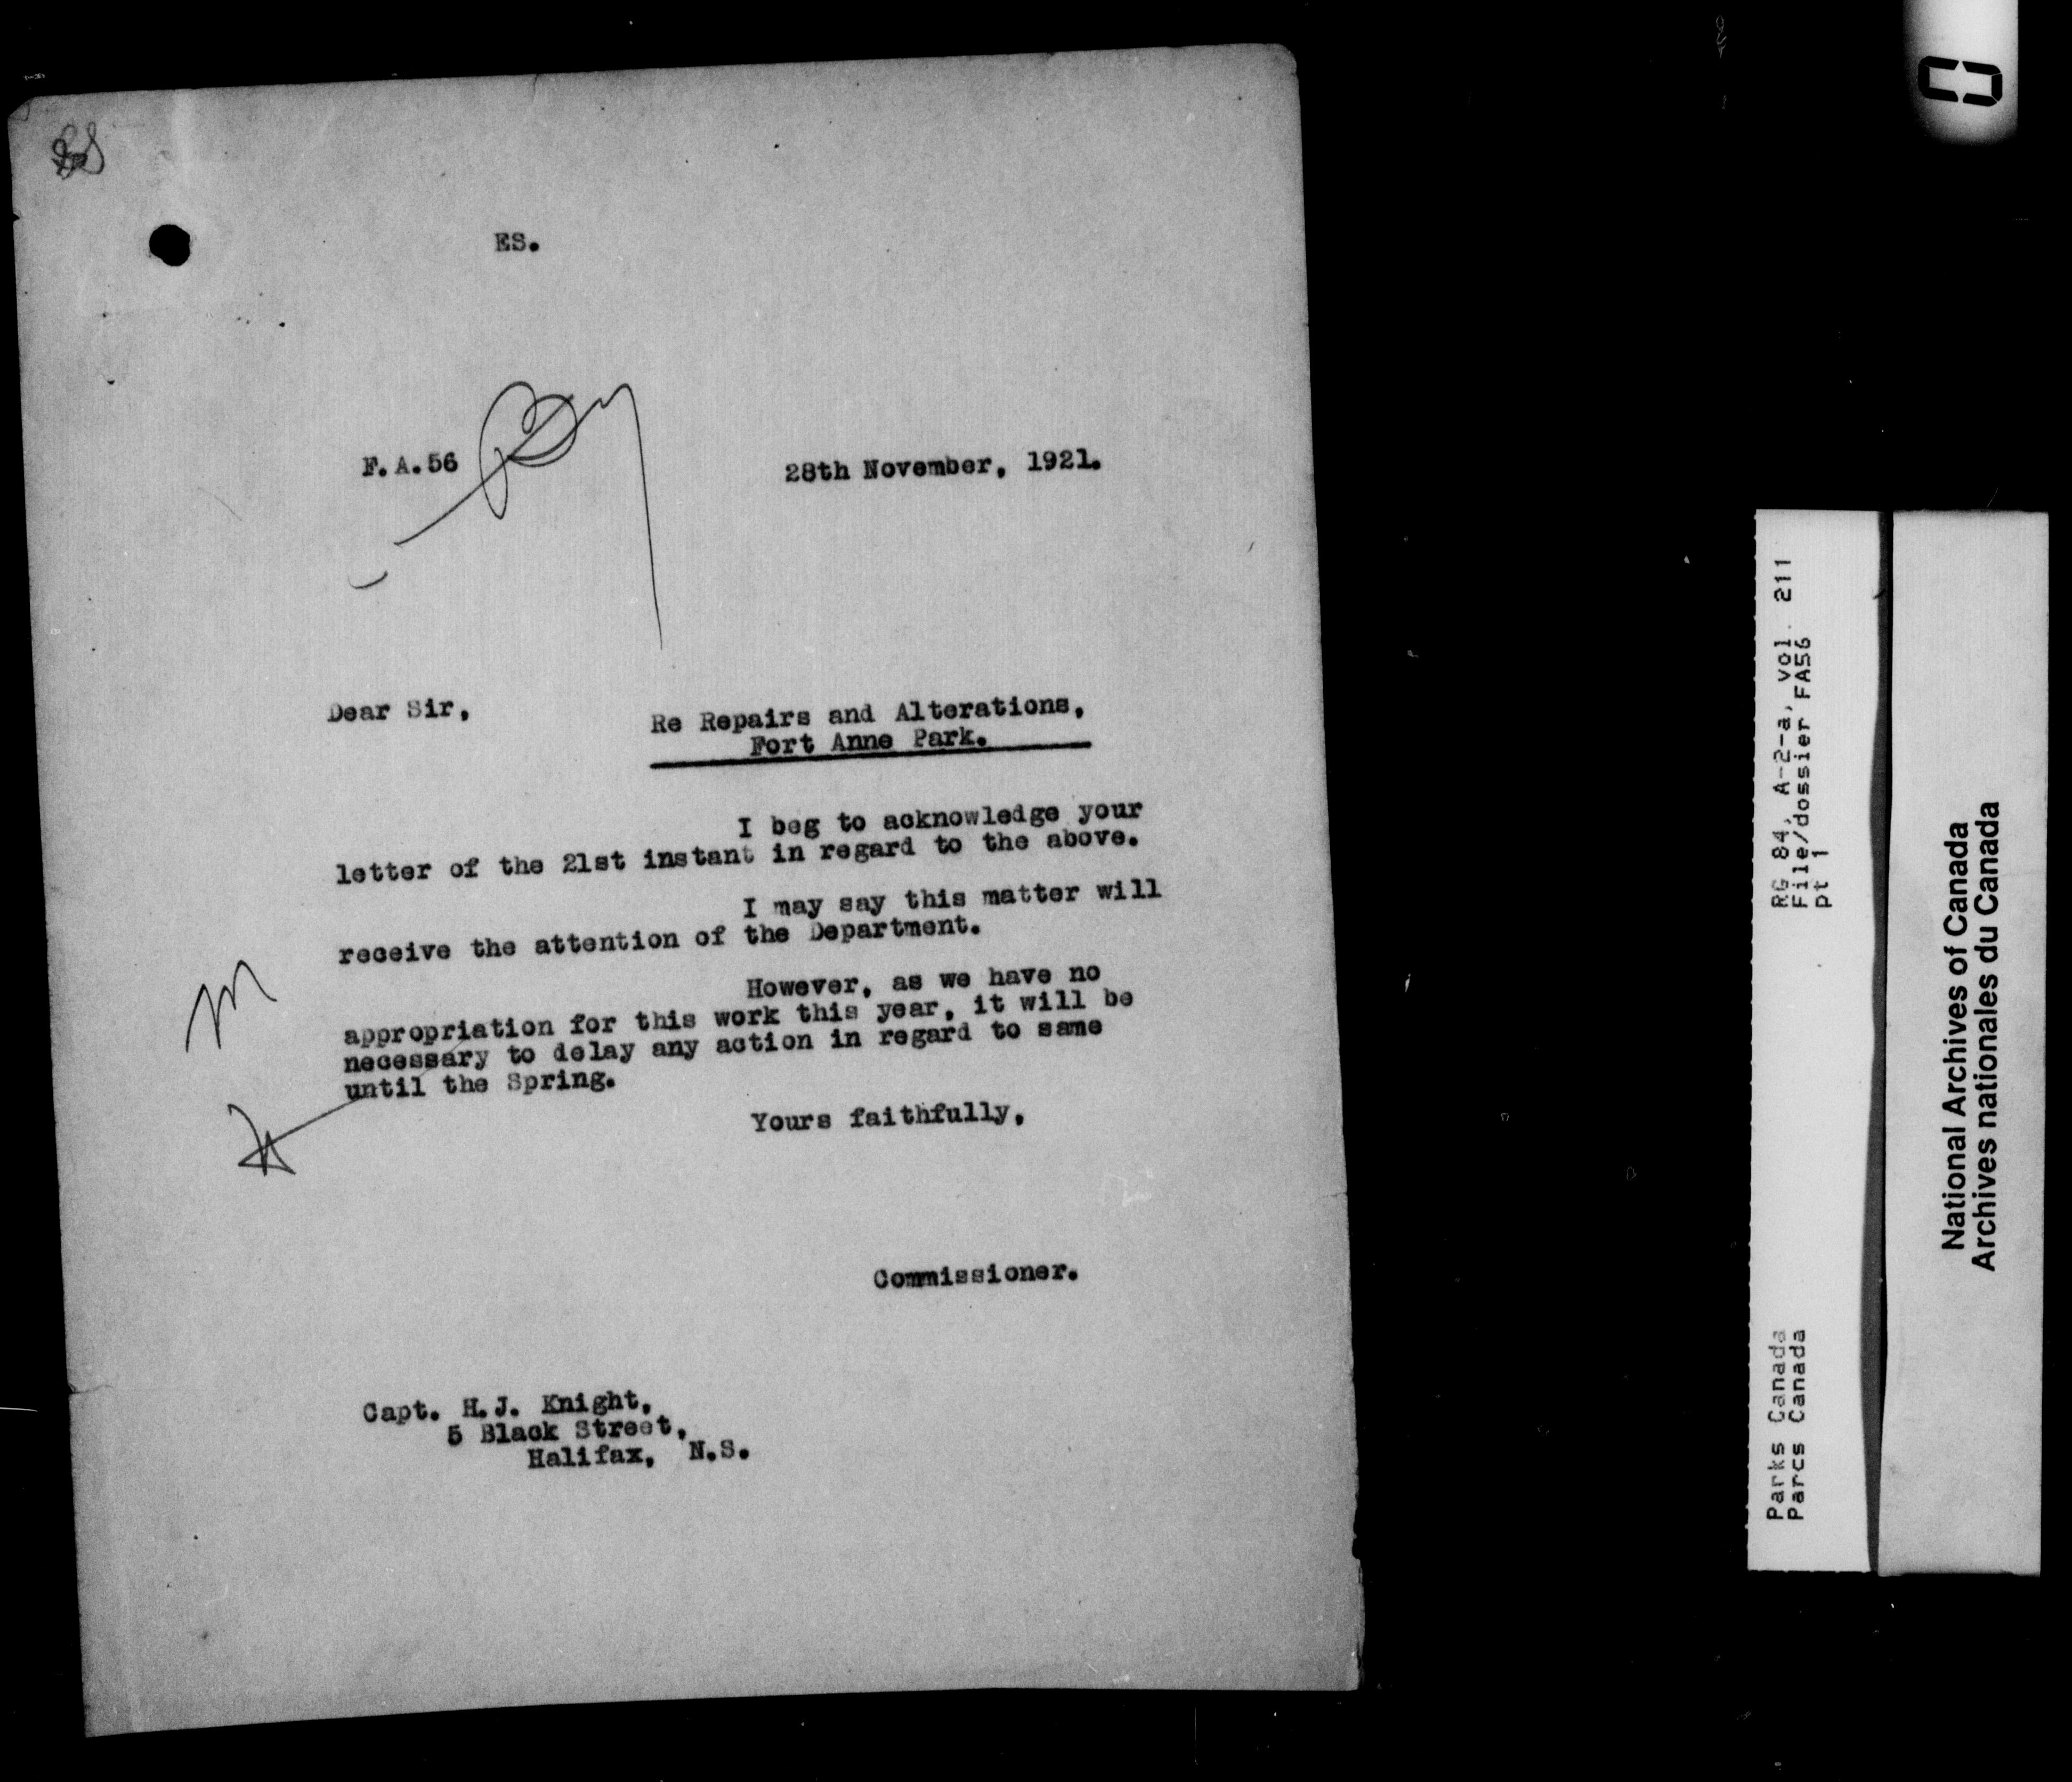 ES.
F.A.56
28th November, 1921.
Dear Sir,
Re Repairs and Alterations,
Fort Anne Park.
I beg to acknowledge your
letter of the 21st instant in regard to the above.
I may say this matter will
receive the attention of the Department.
However, as we have no
appropriation for this work this year, it will be
necessary to delay any action in regard to same
until the Spring.
Yours faithfully,
Commissioner.
Capt. H.J. Knight,
5 Black Street,
Halifax, N.S.
RG 84, A-2-a, vol. 211
File/dossier FA56
pt 1
Parks Canada
Parcs Canada
National Archives of Canada
Archives nationales du Canada